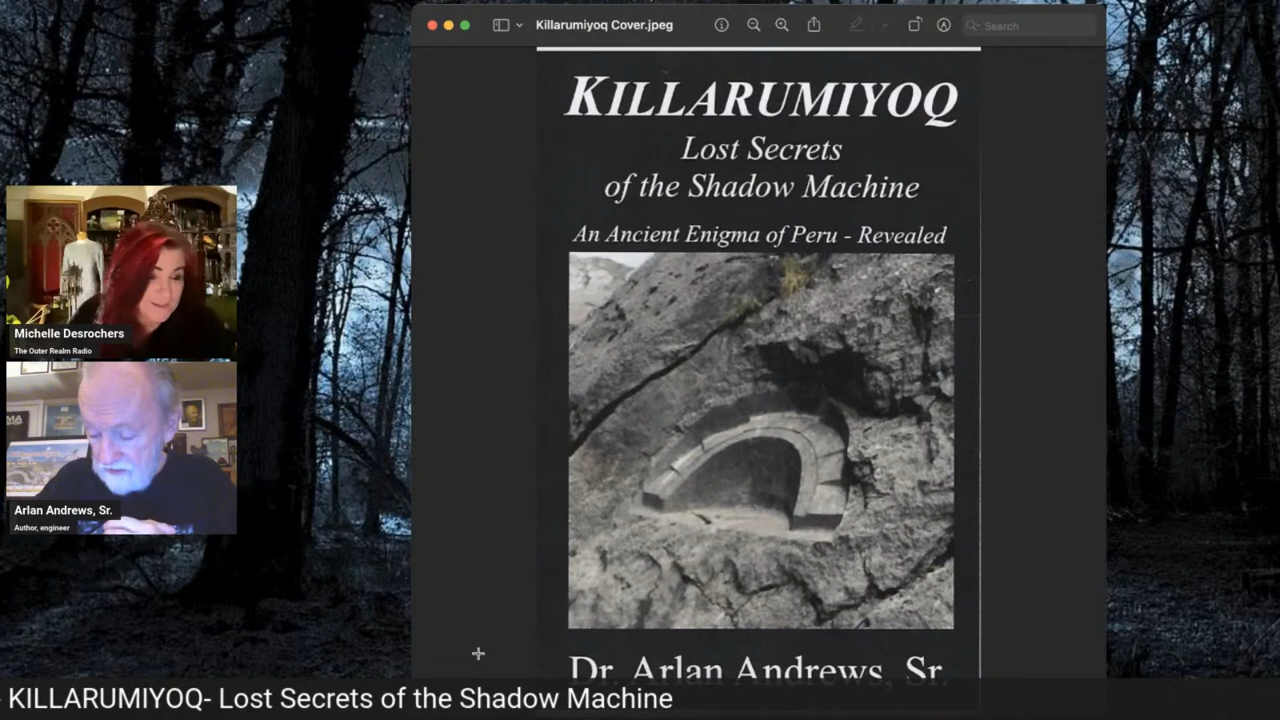 Killarumiyoq Cover.jpeg
Search
KILLARUMIYOQ
Lost Secrets
of the Shadow Machine
An Ancient Enigma of Peru - Revealed
Michelle Desrochers
The Outer Realm Radio
Arlan Andrews, Sr.
Author, engineer
Dr. Arlan Andrews, Sr.
KILLARUMIYOQ- Lost Secrets of the Shadow Machine